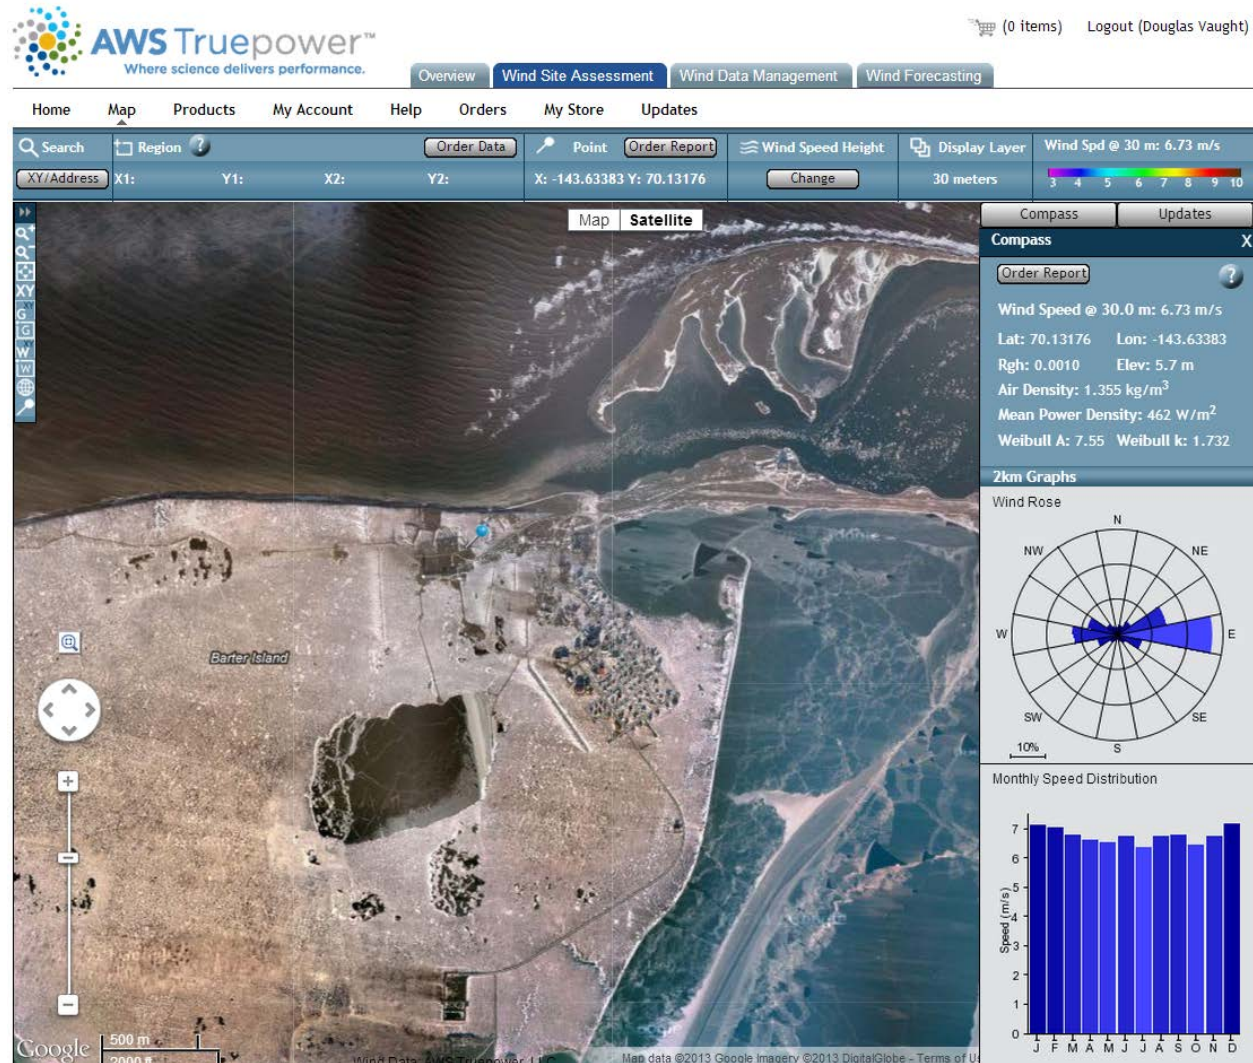 AWS Truepower™
Where science delivers performance.
(0 items) Logout (Douglas Vaught)
Overview Wind Site Assessment Wind Data Management Wind Forecasting
Home Map Products My Account Help Orders My Store Updates
Search Region ? Order Data Point Order Report Wind Speed Height Display Layer Wind Spd @ 30 m: 6.73 m/s
XY/Address X1: Y1: X2: Y2: X: -143.63383 Y: 70.13176 Change 30 meters 3 4 5 6 7 8 9 10
Map Satellite
Compass Updates
Compass X
Order Report ?
Wind Speed @ 30.0 m: 6.73 m/s
Lat: 70.13176 Lon: -143.63383
Rgh: 0.0010 Elev: 5.7 m
Air Density: 1.355 kg/m³
Mean Power Density: 462 W/m²
Weibull A: 7.55 Weibull k: 1.732
2km Graphs
Wind Rose
N
NW NE
W E
SW SE
S
10%
Monthly Speed Distribution
Speed (m/s)
7
6
5
4
3
2
1
0
J F M A M J J A S O N D
XY
G
G
W
W
Barter Island
Google
500 m
2000 ft
Wind Data: AWS Truepower, LLC
Map data ©2013 Google Imagery ©2013 DigitalGlobe - Terms of Us